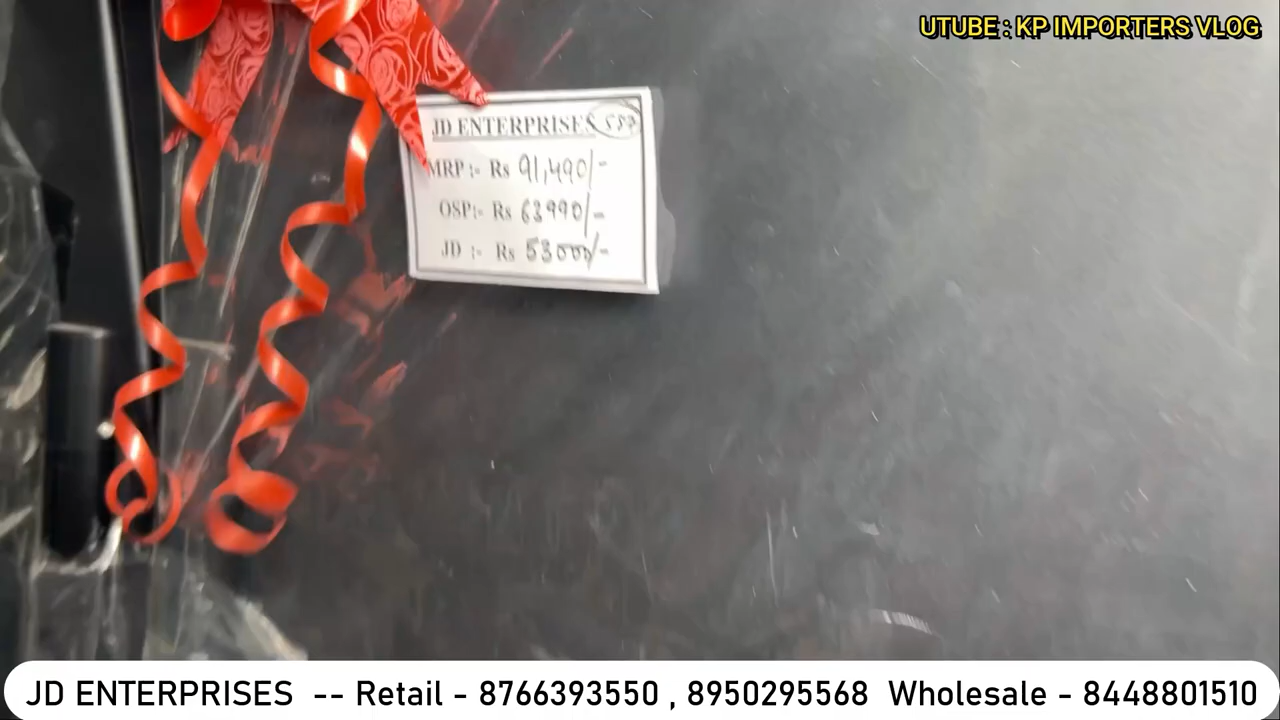 UTUBE : KP IMPORTERS VLOG
JD ENTERPRISES 587
MRP :- Rs 91,490/-
OSP:- Rs 63990/-
JD :- Rs 53000/-
JD ENTERPRISES -- Retail - 8766393550 , 8950295568 Wholesale - 8448801510